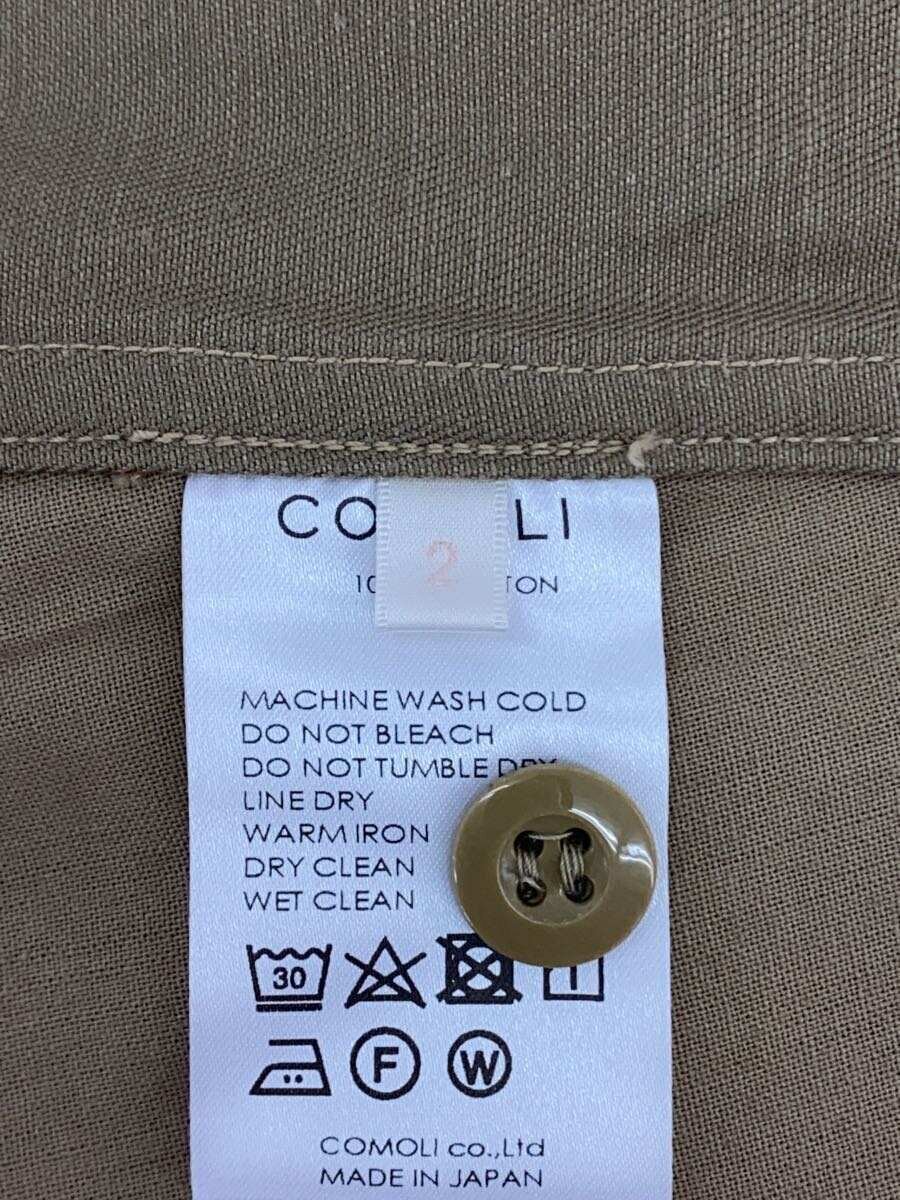 CO LI
2
10 TON
MACHINE WASH COLD
DO NOT BLEACH
DO NOT TUMBLE DRY
LINE DRY
WARM IRON
DRY CLEAN
WET CLEAN
30
F W
COMOLI co.,Ltd
MADE IN JAPAN